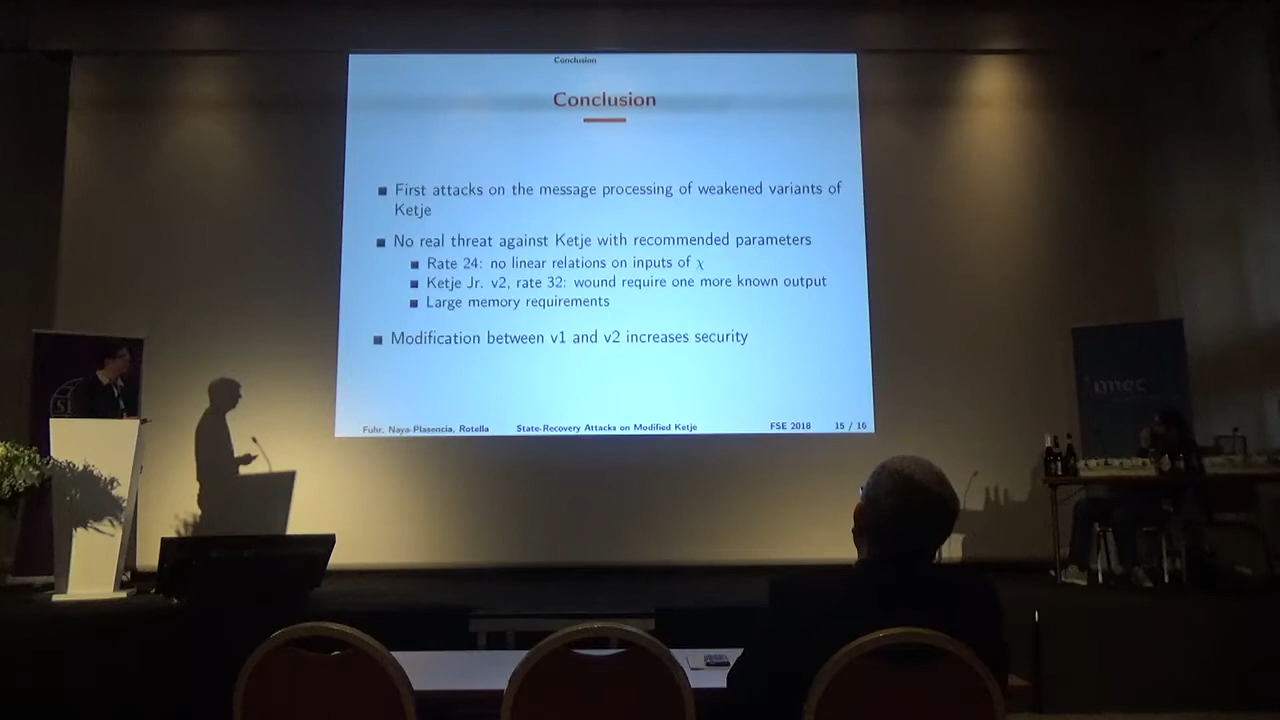 Conclusion
Conclusion
First attacks on the message processing of weakened variants of
Ketje
No real threat against Ketje with recommended parameters
Rate 24: no linear relations on inputs of χ
Ketje Jr. v2, rate 32: wound require one more known output
Large memory requirements
Modification between v1 and v2 increases security
Fuhr, Naya-Plasencia, Rotella State-Recovery Attacks on Modified Ketje FSE 2018 15 / 16
imec